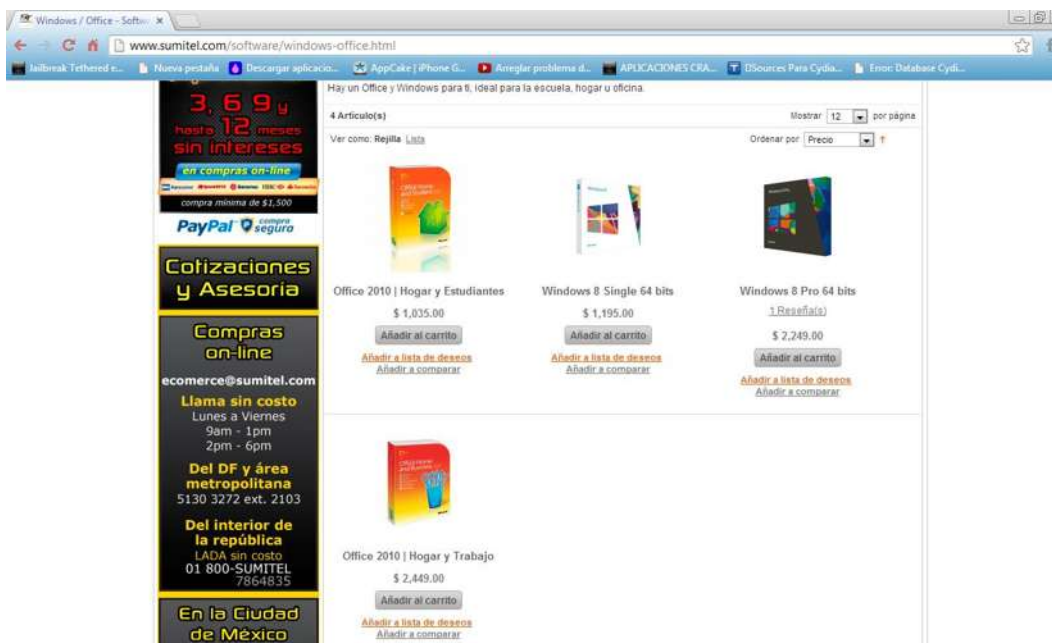 Windows / Office - Softw
www.sumitel.com/software/windows-office.html
Jailbreak Tethered e...
Nueva pestaña
Descargar aplicacio...
AppCake | iPhone G...
Arreglar problema d...
APLICACIONES CRA...
DSources Para Cydia...
Error: Database Cydi...
3, 6 9 y
hasta 12 meses
sin intereses
en compras on-line
compra mínima de $1,500
PayPal compra segura
Cotizaciones
y Asesoría
Compras
on-line
ecomerce@sumitel.com
Llama sin costo
Lunes a Viernes
9am - 1pm
2pm - 6pm
Del DF y área
metropolitana
5130 3272 ext. 2103
Del interior de
la república
LADA sin costo
01 800-SUMITEL
7864835
En la Ciudad
de México
Hay un Office y Windows para ti, ideal para la escuela, hogar u oficina.
4 Artículo(s)
Mostrar 12 por página
Ver como: Rejilla Lista
Ordenar por Precio
Office 2010 | Hogar y Estudiantes
$ 1,035.00
Añadir al carrito
Añadir a lista de deseos
Añadir a comparar
Windows 8 Single 64 bits
$ 1,195.00
Añadir al carrito
Añadir a lista de deseos
Añadir a comparar
Windows 8 Pro 64 bits
1 Reseña(s)
$ 2,249.00
Añadir al carrito
Añadir a lista de deseos
Añadir a comparar
Office 2010 | Hogar y Trabajo
$ 2,449.00
Añadir al carrito
Añadir a lista de deseos
Añadir a comparar